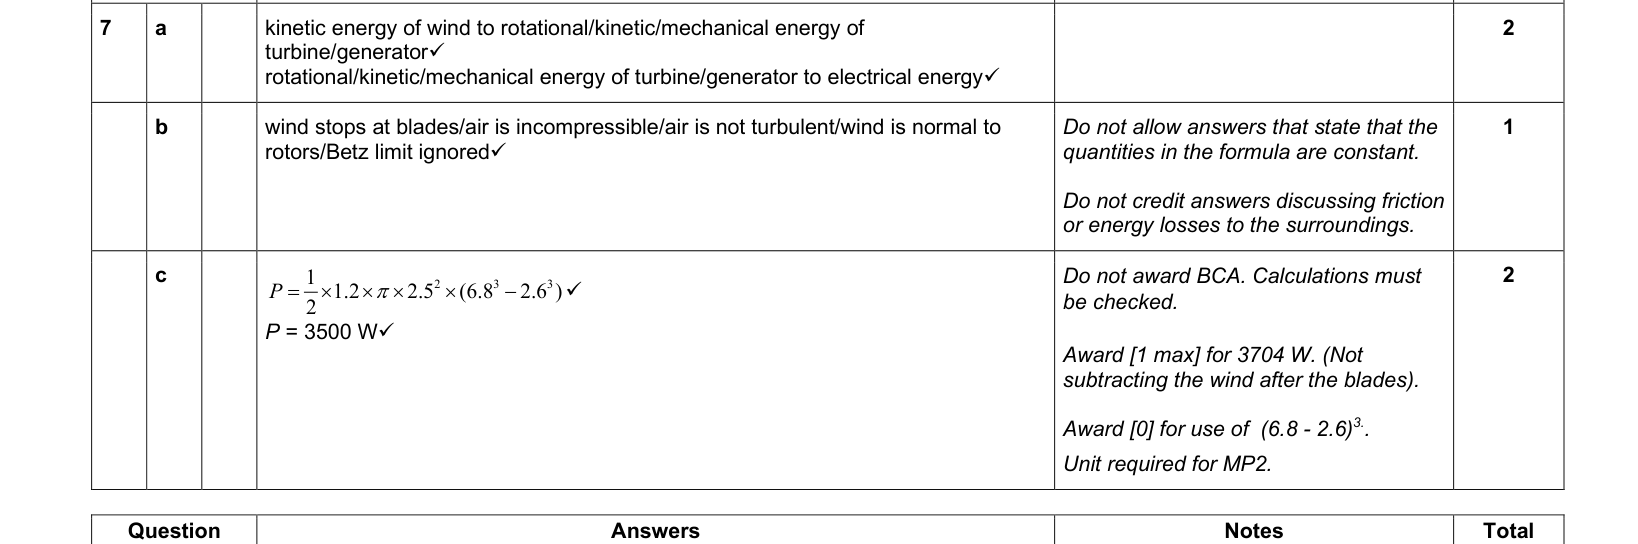 7 a kinetic energy of wind to rotational/kinetic/mechanical energy of 2
turbine/generator✓
rotational/kinetic/mechanical energy of turbine/generator to electrical energy✓
b wind stops at blades/air is incompressible/air is not turbulent/wind is normal to
rotors/Betz limit ignored✓
Do not allow answers that state that the
quantities in the formula are constant.
Do not credit answers discussing friction
or energy losses to the surroundings.
1
c P = 1/2 × 1.2 × π × 2.5² × (6.8³ − 2.6³) ✓
P = 3500 W✓
Do not award BCA. Calculations must
be checked.
Award [1 max] for 3704 W. (Not
subtracting the wind after the blades).
Award [0] for use of (6.8 - 2.6)³·.
Unit required for MP2.
2
Question Answers Notes Total